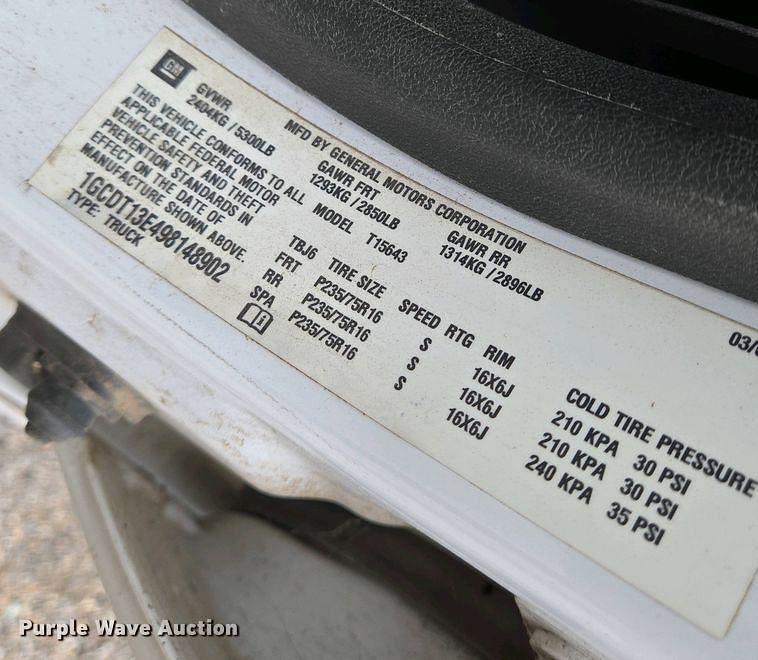 GM
MFD BY GENERAL MOTORS CORPORATION
03/
GVWR GAWR FRT GAWR RR
2404KG / 5300LB 1293KG / 2850LB 1314KG / 2896LB
THIS VEHICLE CONFORMS TO ALL
APPLICABLE FEDERAL MOTOR
VEHICLE SAFETY AND THEFT
PREVENTION STANDARDS IN
EFFECT ON THE DATE OF
MANUFACTURE SHOWN ABOVE.
1GCDT13E498148902
TYPE: TRUCK
MODEL T15643
TBJ6 TIRE SIZE SPEED RTG RIM COLD TIRE PRESSURE
FRT P235/75R16 S 16X6J 210 KPA 30 PSI
RR P235/75R16 S 16X6J 210 KPA 30 PSI
SPA P235/75R16 S 16X6J 240 KPA 35 PSI
Purple Wave Auction